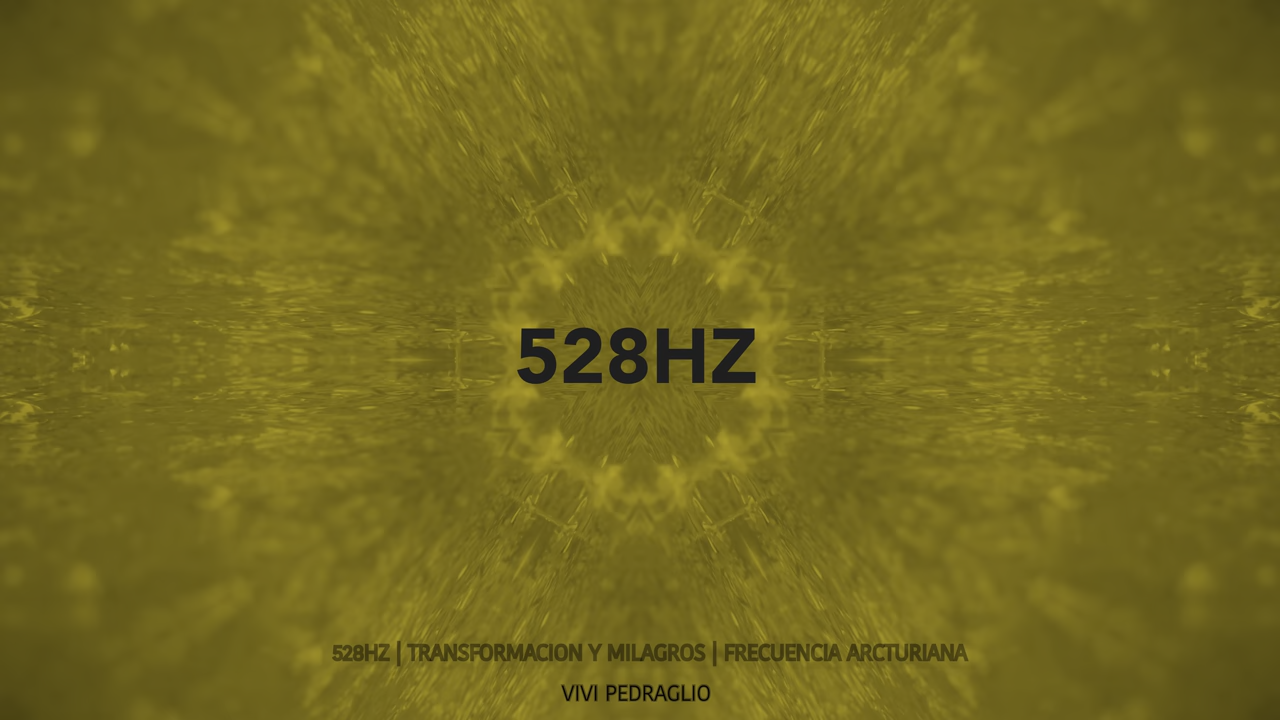 528HZ
528HZ | TRANSFORMACION Y MILAGROS | FRECUENCIA ARCTURIANA
VIVI PEDRAGLIO